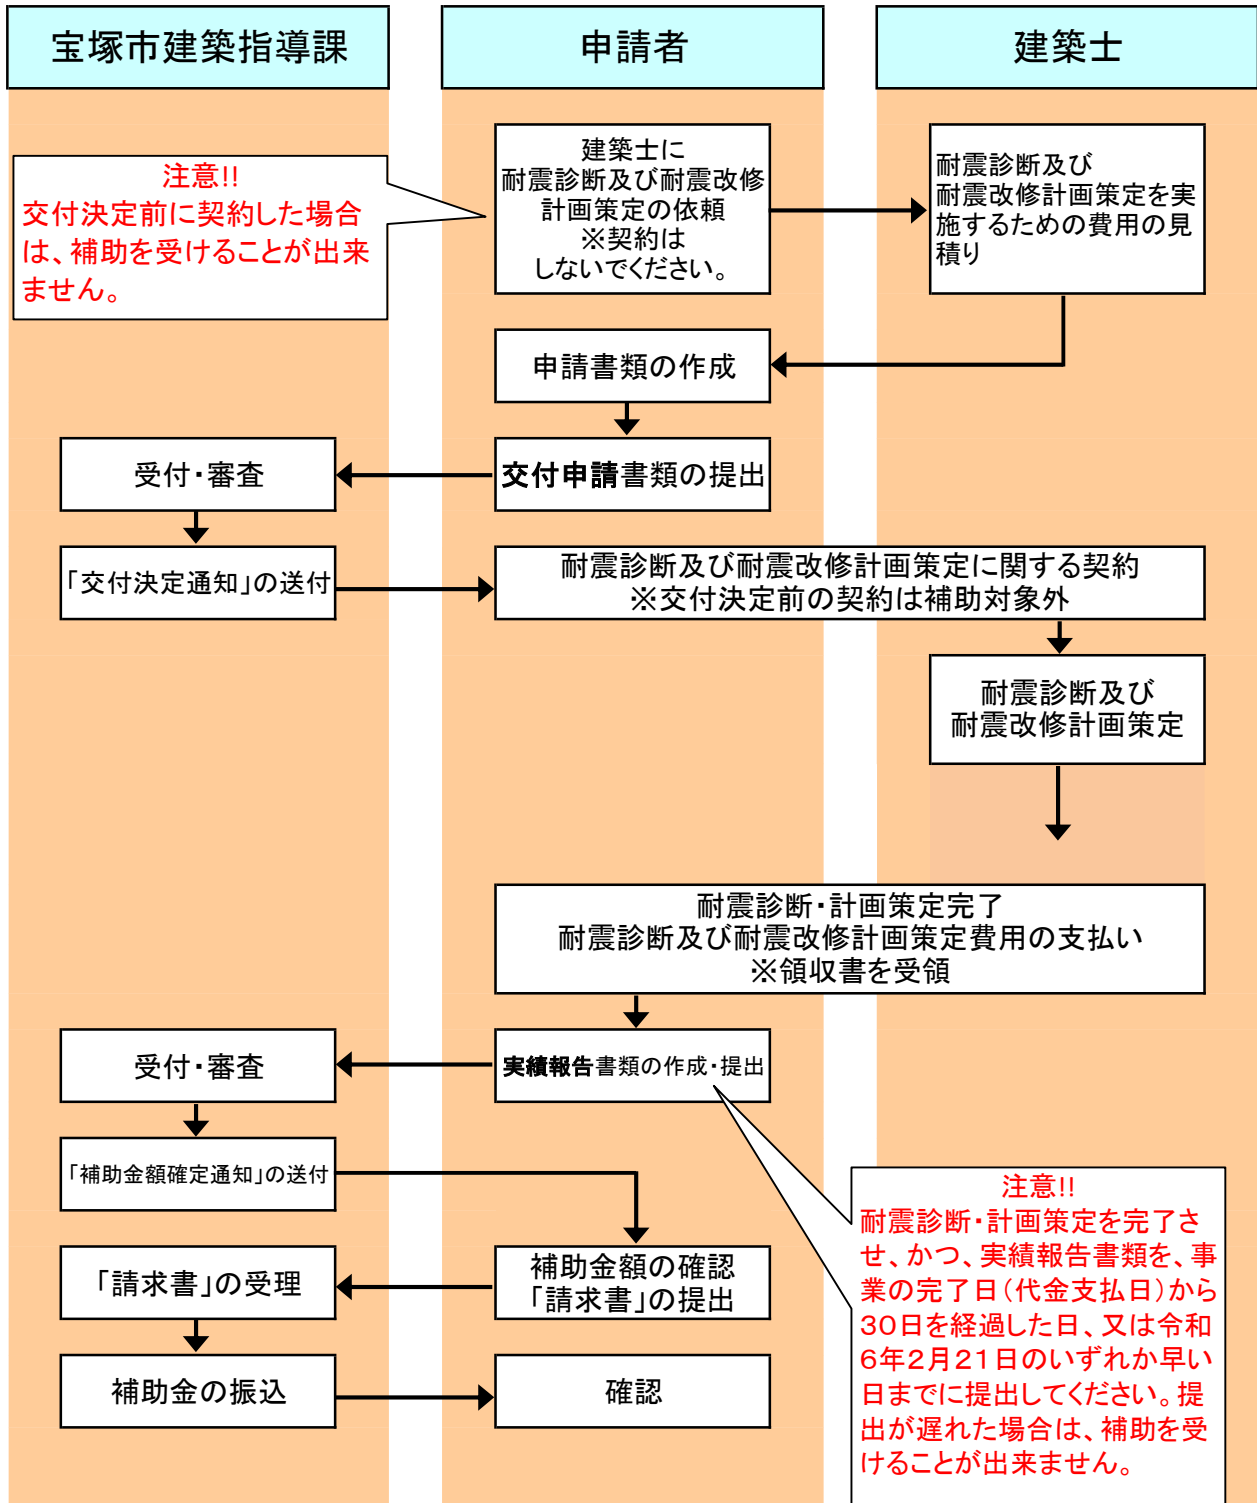 宝塚市建築指導課
申請者
建築士
注意!!
交付決定前に契約した場合
は、補助を受けることが出来
ません。
建築士に
耐震診断及び耐震改修
計画策定の依頼
※契約は
しないでください。
耐震診断及び
耐震改修計画策定を実
施するための費用の見
積り
申請書類の作成
受付・審査
交付申請書類の提出
「交付決定通知」の送付
耐震診断及び耐震改修計画策定に関する契約
※交付決定前の契約は補助対象外
耐震診断及び
耐震改修計画策定
耐震診断・計画策定完了
耐震診断及び耐震改修計画策定費用の支払い
※領収書を受領
受付・審査
実績報告書類の作成・提出
「補助金額確定通知」の送付
注意!!
耐震診断・計画策定を完了さ
せ、かつ、実績報告書類を、事
業の完了日(代金支払日)から
30日を経過した日、又は令和
6年2月21日のいずれか早い
日までに提出してください。提
出が遅れた場合は、補助を受
けることが出来ません。
「請求書」の受理
補助金額の確認
「請求書」の提出
補助金の振込
確認